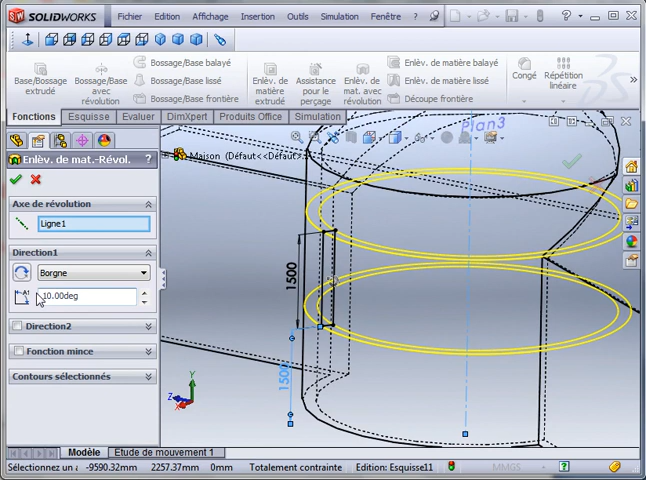 SOLIDWORKS
Fichier Edition Affichage Insertion Outils Simulation Fenêtre ?
Base/Bossage extrudé
Bossage/Base avec révolution
Bossage/Base balayé
Bossage/Base lissé
Bossage/Base frontière
Enlèv. de matière extrudé
Assistance pour le perçage
Enlèv. de mat. avec révolution
Enlèv. de matière balayé
Enlèv. de matière lissé
Découpe frontière
Congé
Répétition linéaire
Fonctions Esquisse Evaluer DimXpert Produits Office Simulation
Enlèv. de mat.-Révol. ?
Maison (Défaut<<Défaut>...
Plan3
Axe de révolution
Ligne1
Direction1
Borgne
10.00deg
Direction2
Fonction mince
Contours sélectionnés
1500
1500
Y
Z
X
Modèle Etude de mouvement 1
Sélectionnez un a -9590.32mm 2257.37mm 0mm Totalement contrainte Edition: Esquisse11 MMGS ?